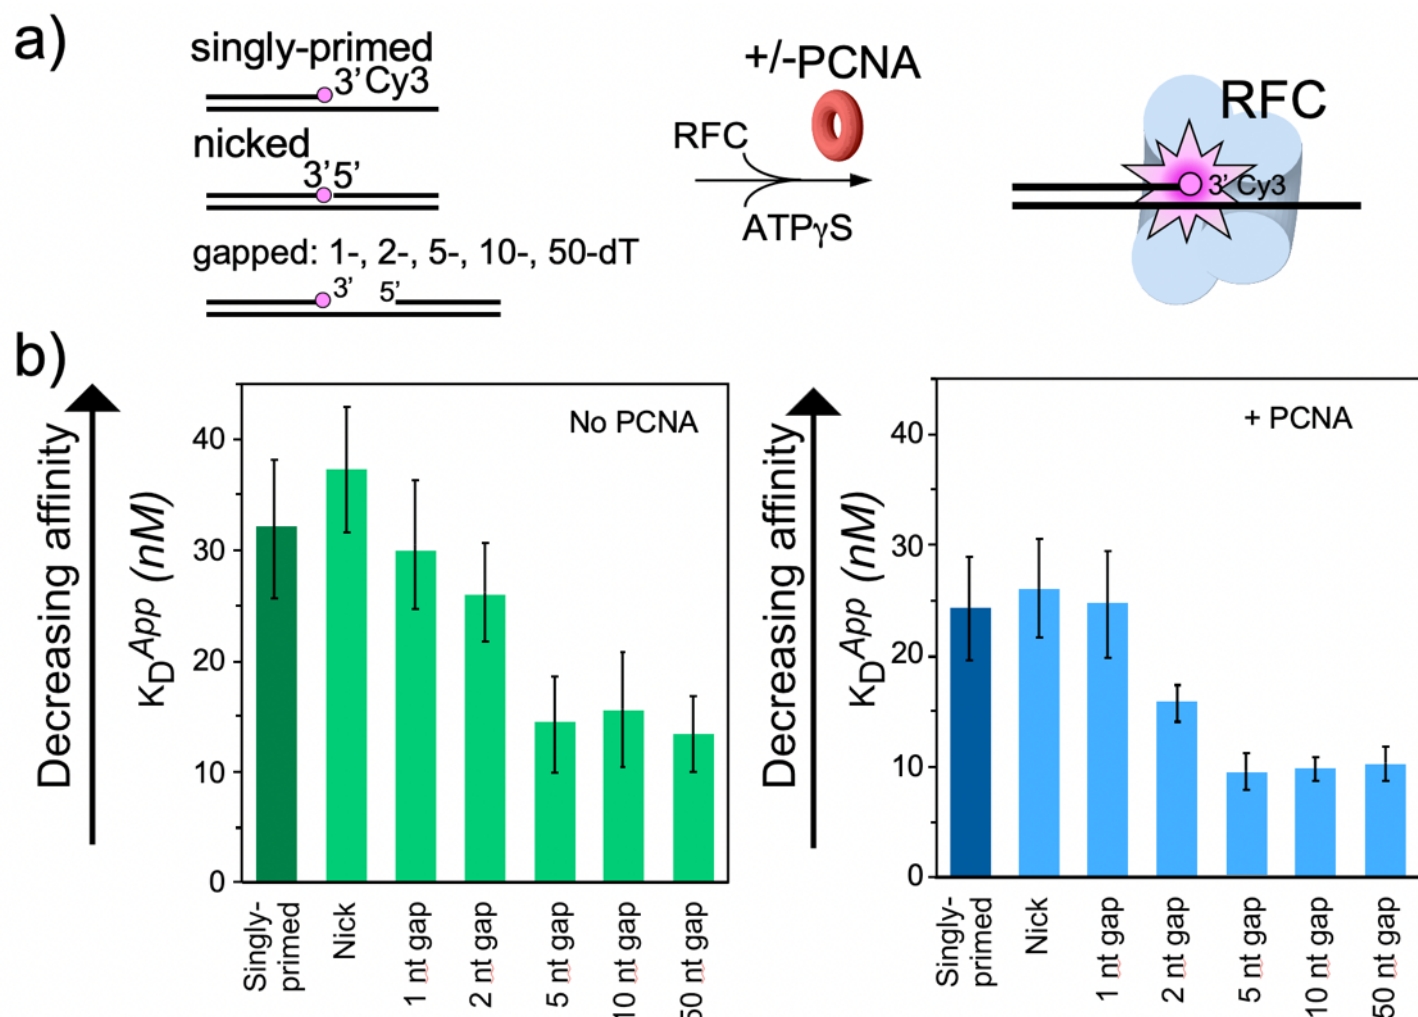 a)
singly-primed
3'Cy3
nicked
3'5'
gapped: 1-, 2-, 5-, 10-, 50-dT
3' 5'
+/-PCNA
RFC
ATPγS
RFC
3' Cy3
b)
Decreasing affinity
K_D^App (nM)
No PCNA
40
30
20
10
0
Singly-
primed
Nick
1 nt gap
2 nt gap
5 nt gap
10 nt gap
50 nt gap
Decreasing affinity
K_D^App (nM)
+ PCNA
40
30
20
10
0
Singly-
primed
Nick
1 nt gap
2 nt gap
5 nt gap
10 nt gap
50 nt gap